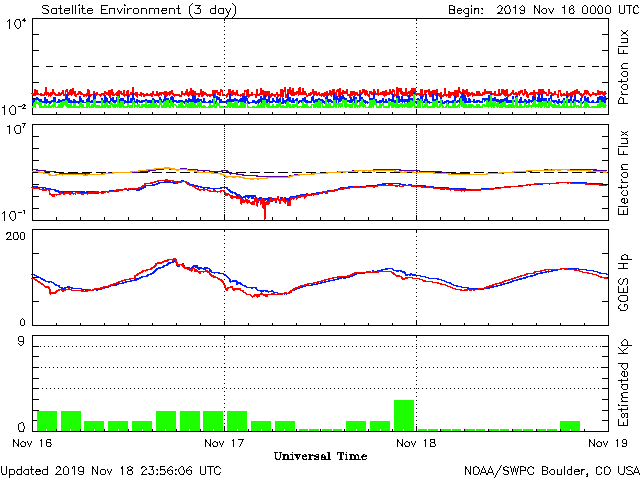 Satellite Environment (3 day) Begin: 2019 Nov 16 0000 UTC
10^4
Proton Flux
10^-2
10^7
Electron Flux
10^-1
200
GOES Hp
0
9
Estimated Kp
0
Nov 16 Nov 17 Nov 18 Nov 19
Universal Time
Updated 2019 Nov 18 23:56:06 UTC NOAA/SWPC Boulder, CO USA